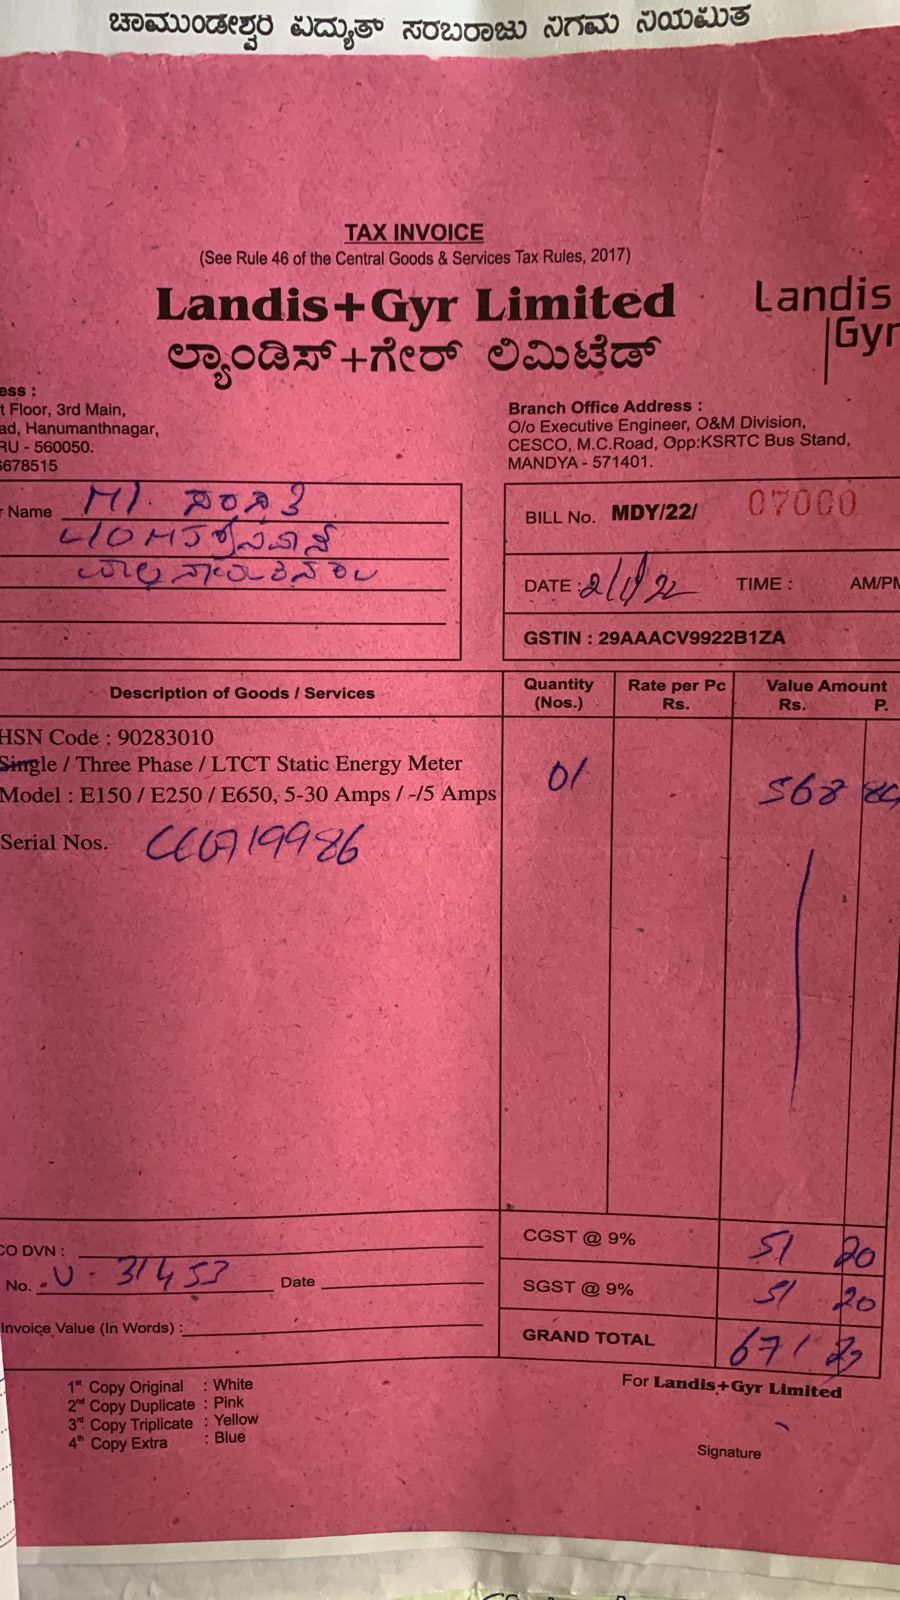 ಚಾಮುಂಡೇಶ್ವರಿ ವಿದ್ಯುತ್ ಸರಬರಾಜು ನಿಗಮ ನಿಯಮಿತ
TAX INVOICE
(See Rule 46 of the Central Goods & Services Tax Rules, 2017)
Landis+Gyr Limited
Landis
Gyr
ಲ್ಯಾಂಡಿಸ್+ಗೇರ್ ಲಿಮಿಟೆಡ್
ess :
t Floor, 3rd Main,
ad, Hanumanthnagar,
RU - 560050.
6678515
Branch Office Address :
O/o Executive Engineer, O&M Division,
CESCO, M.C.Road, Opp:KSRTC Bus Stand,
MANDYA - 571401.
r Name
BILL No. MDY/22/ 07000
DATE : TIME : AM/PM
GSTIN : 29AAACV9922B1ZA
Description of Goods / Services Quantity (Nos.) Rate per Pc Rs. Value Amount Rs. P.
HSN Code : 90283010
Single / Three Phase / LTCT Static Energy Meter 01 568
Model : E150 / E250 / E650, 5-30 Amps / -/5 Amps
Serial Nos.
CGST @ 9% 51 20
CO DVN :
No. 31453 Date
SGST @ 9% 51 20
Invoice Value (In Words) :
GRAND TOTAL 671
For Landis+Gyr Limited
1st Copy Original : White
2nd Copy Duplicate : Pink
3rd Copy Triplicate : Yellow
4th Copy Extra : Blue
Signature